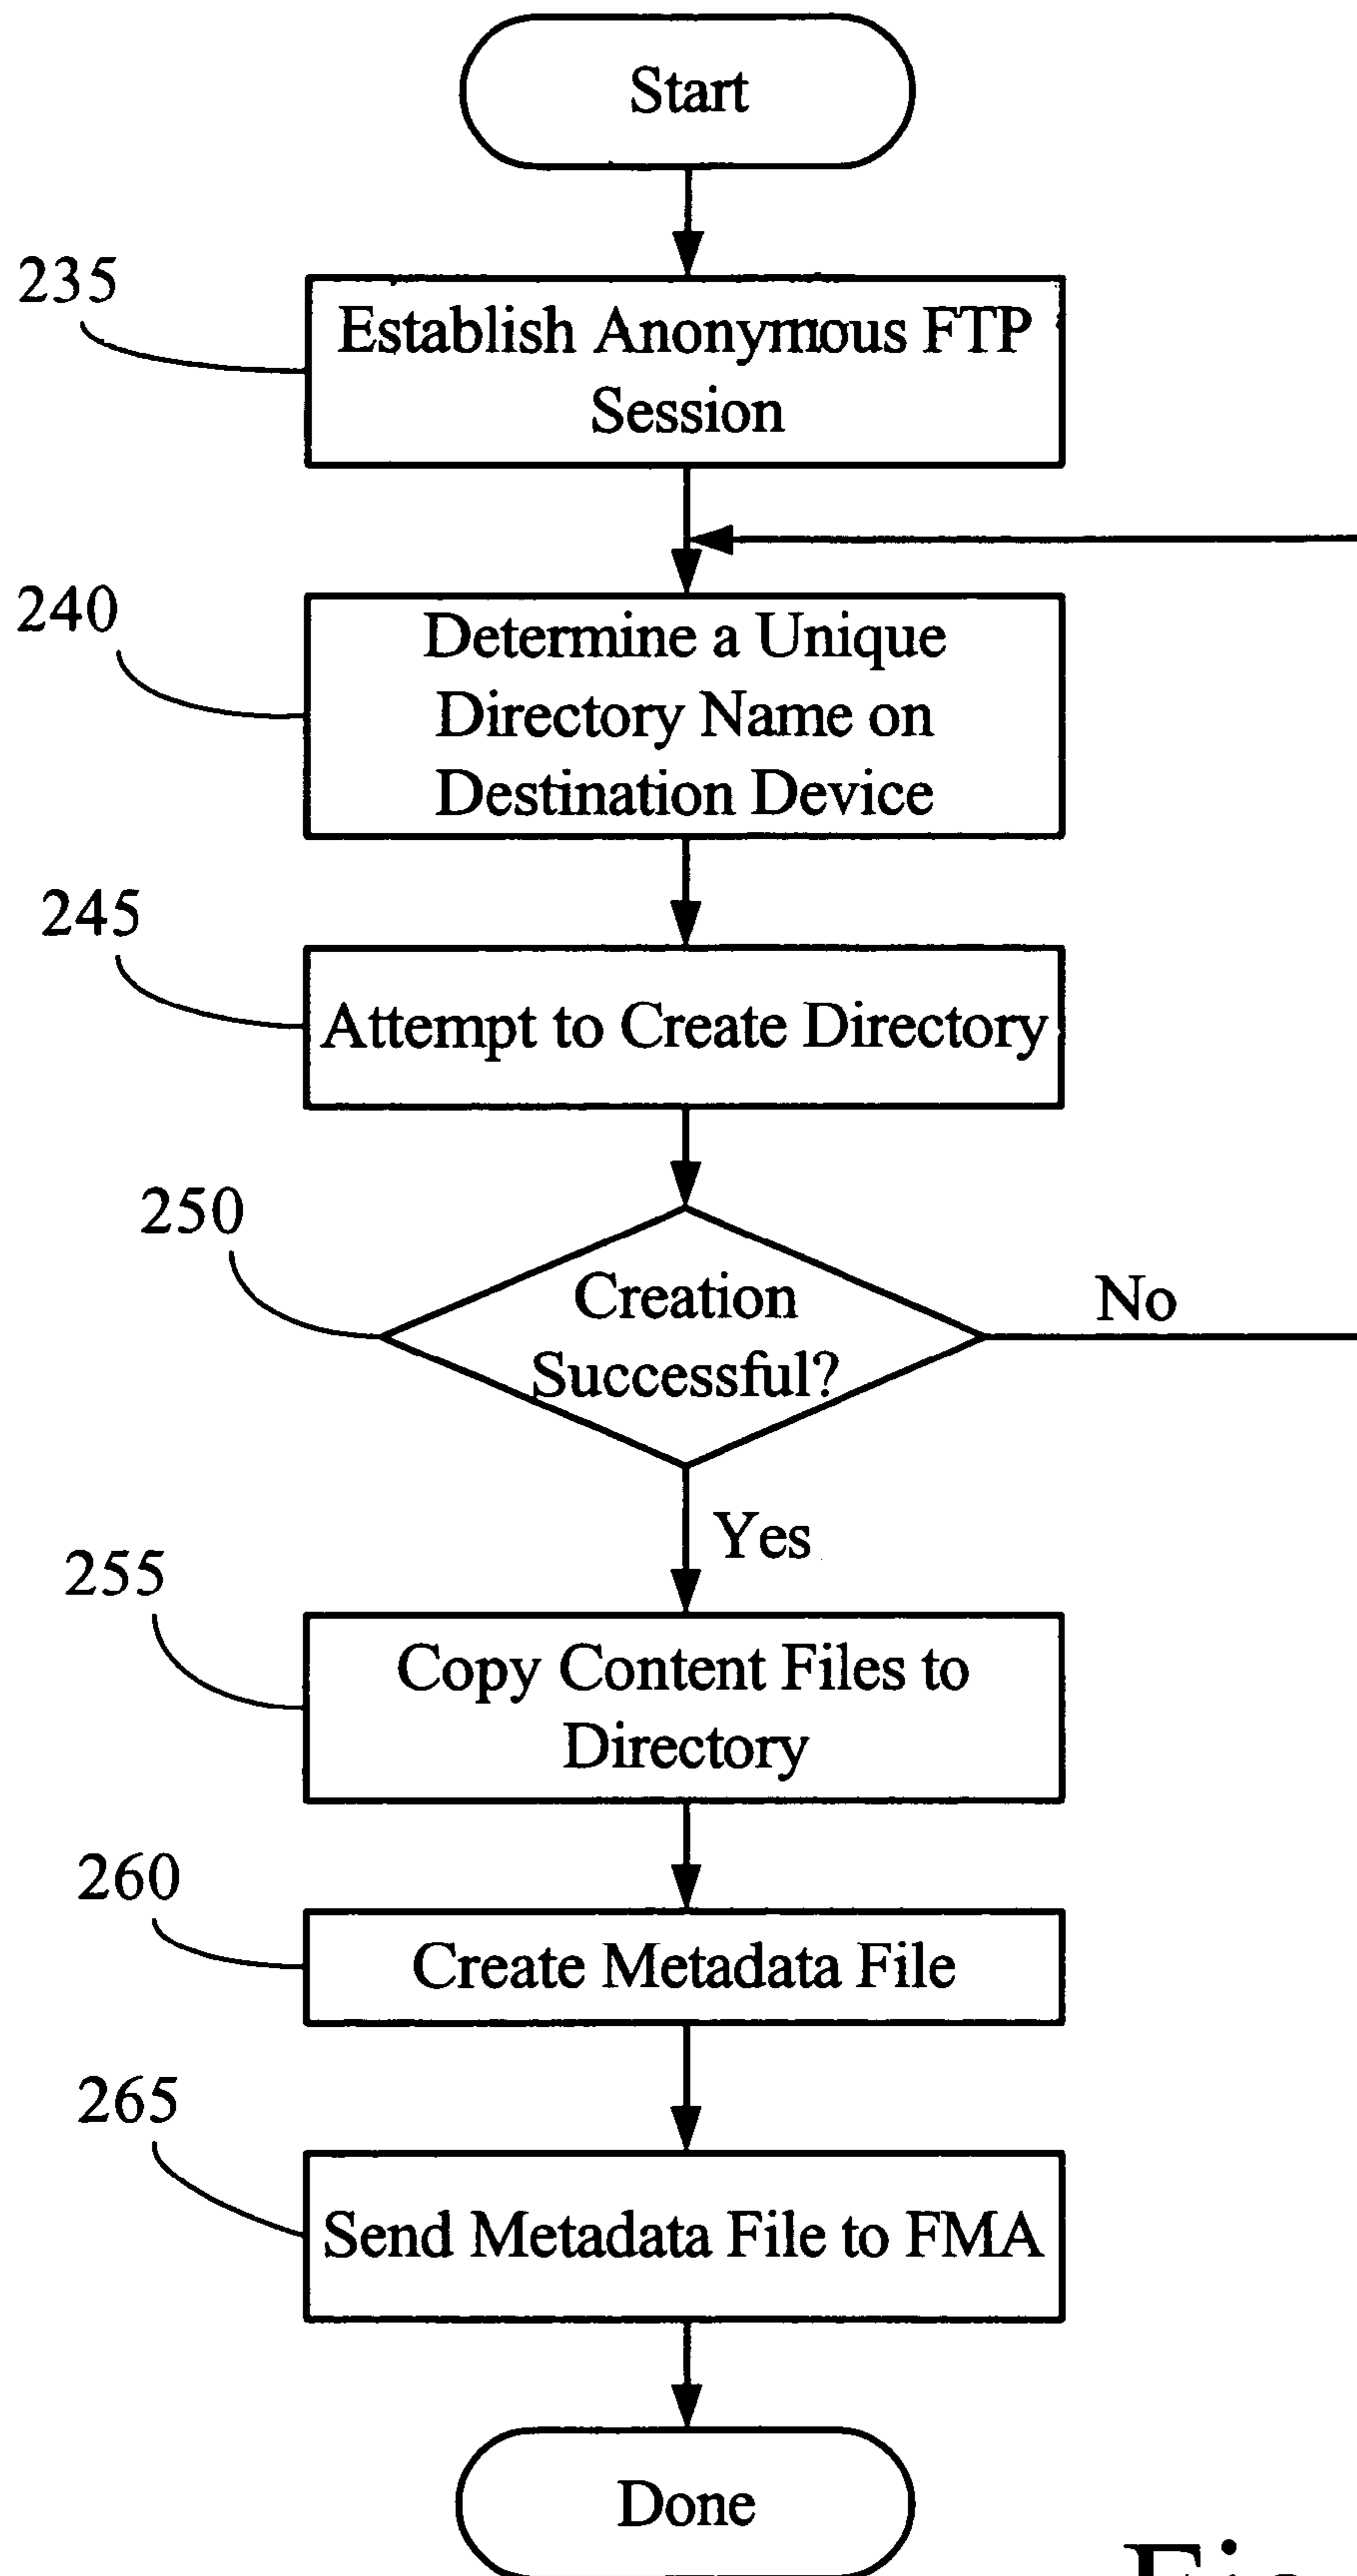 Start
235
Establish Anonymous FTP
Session
240
Determine a Unique
Directory Name on
Destination Device
245
Attempt to Create Directory
250
Creation
Successful?
No
Yes
255
Copy Content Files to
Directory
260
Create Metadata File
265
Send Metadata File to FMA
Done